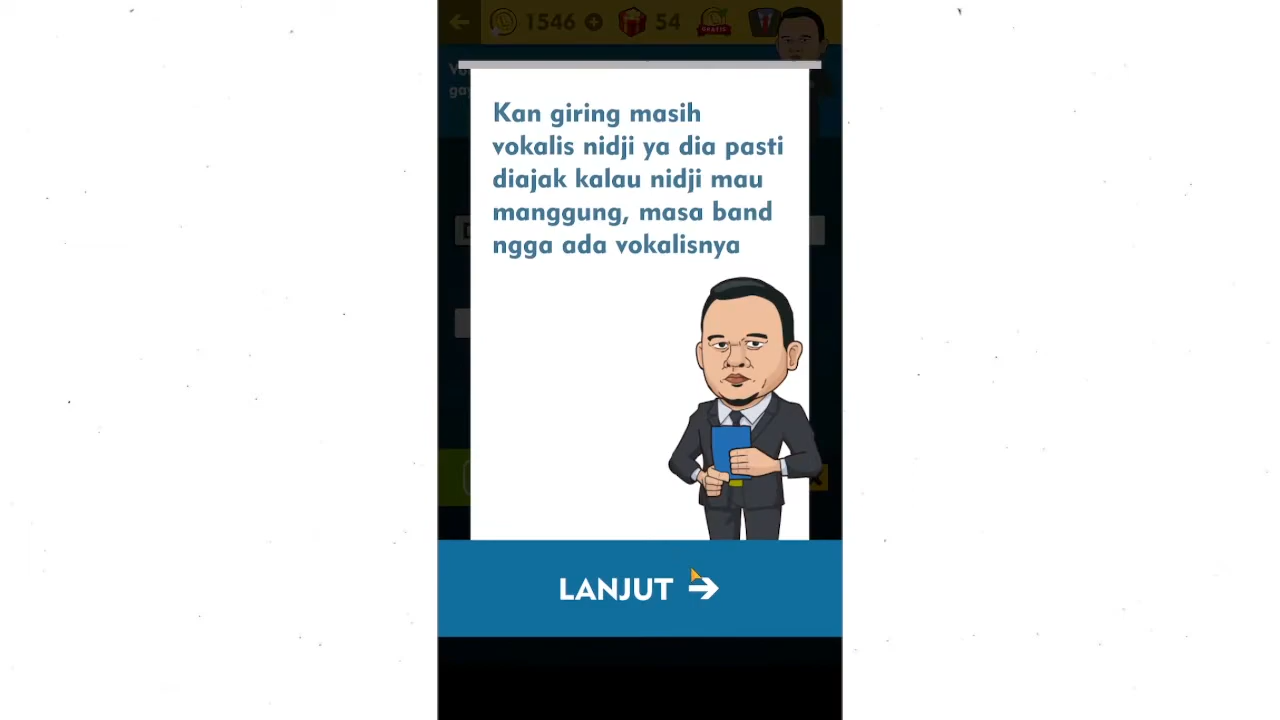 1546 54
GRATIS
Kan giring masih
vokalis nidji ya dia pasti
diajak kalau nidji mau
manggung, masa band
ngga ada vokalisnya
LANJUT